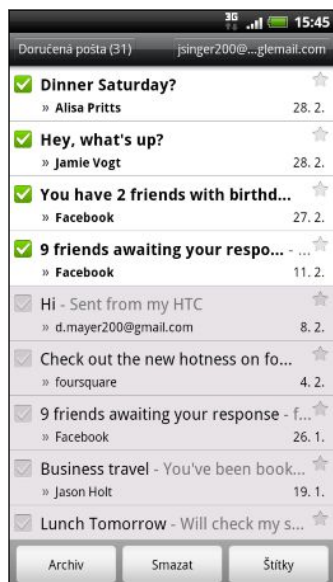 3G 15:45
Doručená pošta (31) jsinger200@...glemail.com
Dinner Saturday?
» Alisa Pritts 28. 2.
Hey, what's up?
» Jamie Vogt 28. 2.
You have 2 friends with birthd...
» Facebook 27. 2.
9 friends awaiting your respo... - ...
» Facebook 11. 2.
Hi - Sent from my HTC
» d.mayer200@gmail.com 8. 2.
Check out the new hotness on fo...
» foursquare 4. 2.
9 friends awaiting your response - f...
» Facebook 26. 1.
Business travel - You've been book...
» Jason Holt 19. 1.
Lunch Tomorrow - Will check my s...
Archiv Smazat Štítky